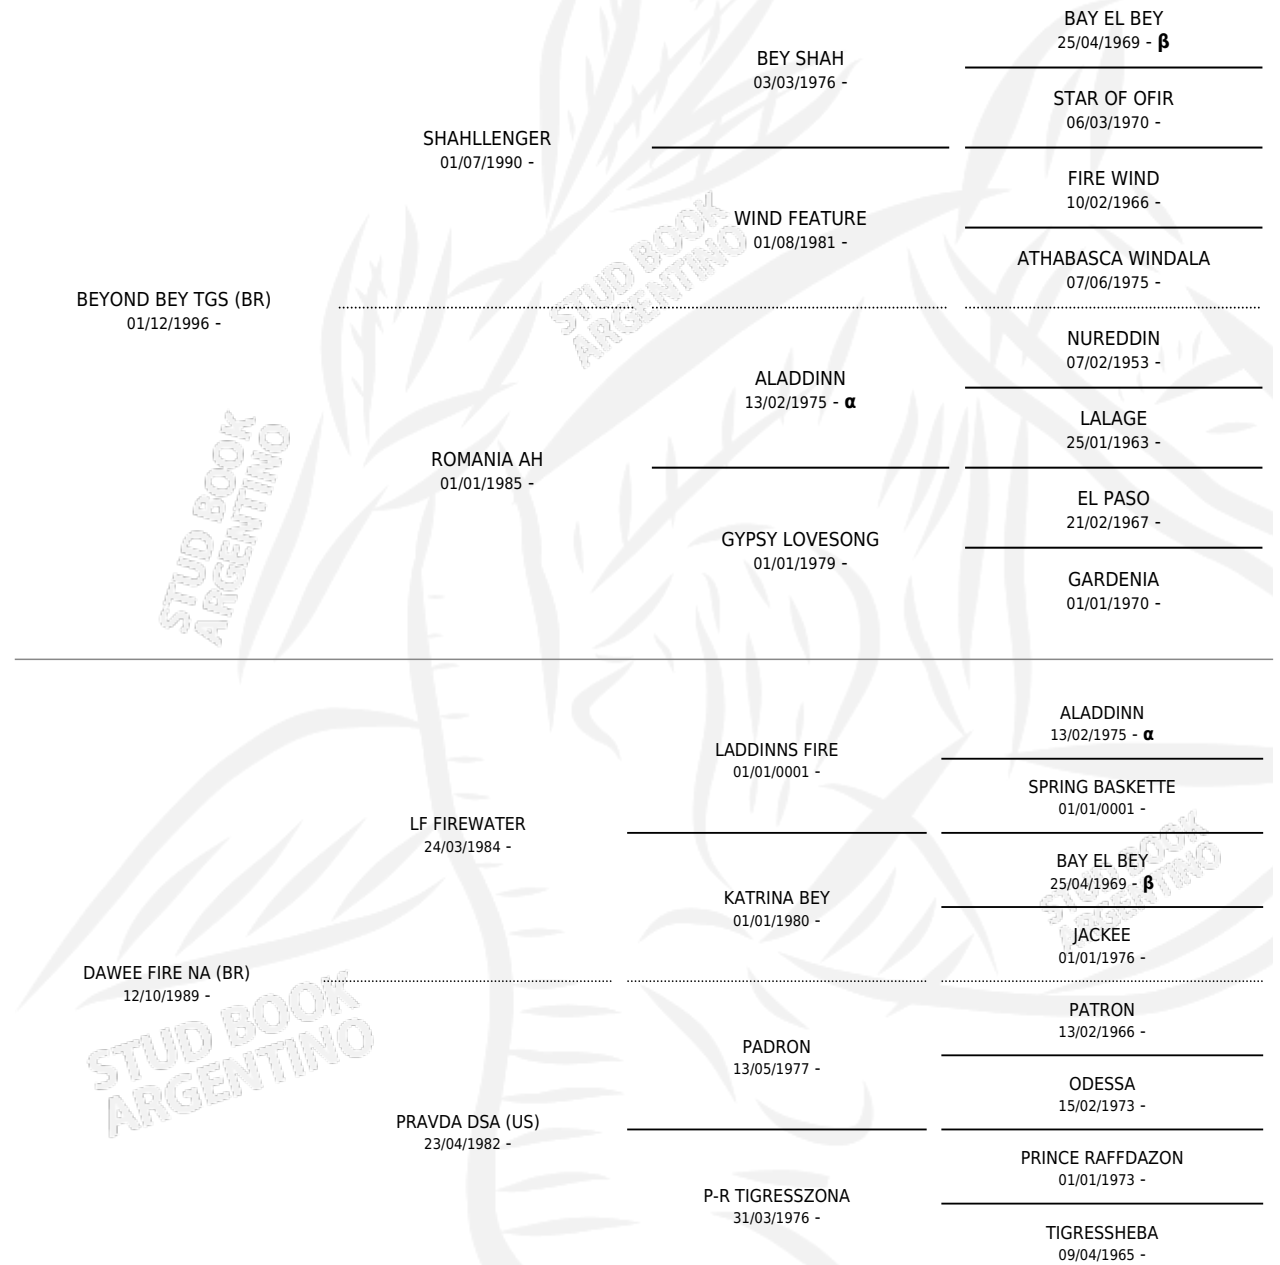 BAY EL BEY
25/04/1969 - β
BEY SHAH
03/03/1976 -
STAR OF OFIR
06/03/1970 -
SHAHLLENGER
01/07/1990 -
FIRE WIND
10/02/1966 -
WIND FEATURE
01/08/1981 -
ATHABASCA WINDALA
07/06/1975 -
BEYOND BEY TGS (BR)
01/12/1996 -
NUREDDIN
07/02/1953 -
ALADDINN
13/02/1975 - α
LALAGE
25/01/1963 -
ROMANIA AH
01/01/1985 -
EL PASO
21/02/1967 -
GYPSY LOVESONG
01/01/1979 -
GARDENIA
01/01/1970 -
ALADDINN
13/02/1975 - α
LADDINNS FIRE
01/01/0001 -
SPRING BASKETTE
01/01/0001 -
LF FIREWATER
24/03/1984 -
BAY EL BEY
25/04/1969 - β
KATRINA BEY
01/01/1980 -
JACKEE
01/01/1976 -
DAWEE FIRE NA (BR)
12/10/1989 -
PATRON
13/02/1966 -
PADRON
13/05/1977 -
ODESSA
15/02/1973 -
PRAVDA DSA (US)
23/04/1982 -
PRINCE RAFFDAZON
01/01/1973 -
P-R TIGRESSZONA
31/03/1976 -
TIGRESSHEBA
09/04/1965 -
STUD BOOK
ARGENTINO
STUD BOOK
ARGENTINO
STUD BOOK
ARGENTINO
STUD BOOK
ARGENTINO